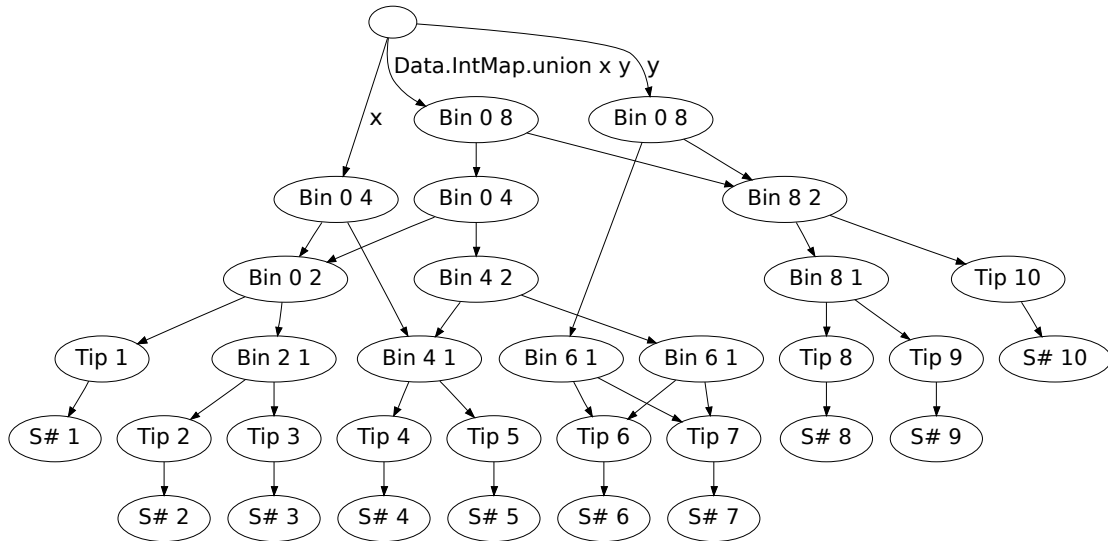 Data.IntMap.union x y y
x
Bin 0 8 Bin 0 8
Bin 0 4 Bin 0 4 Bin 8 2
Bin 0 2 Bin 4 2 Bin 8 1 Tip 10
Tip 1 Bin 2 1 Bin 4 1 Bin 6 1 Bin 6 1 Tip 8 Tip 9 S# 10
S# 1 Tip 2 Tip 3 Tip 4 Tip 5 Tip 6 Tip 7 S# 8 S# 9
S# 2 S# 3 S# 4 S# 5 S# 6 S# 7